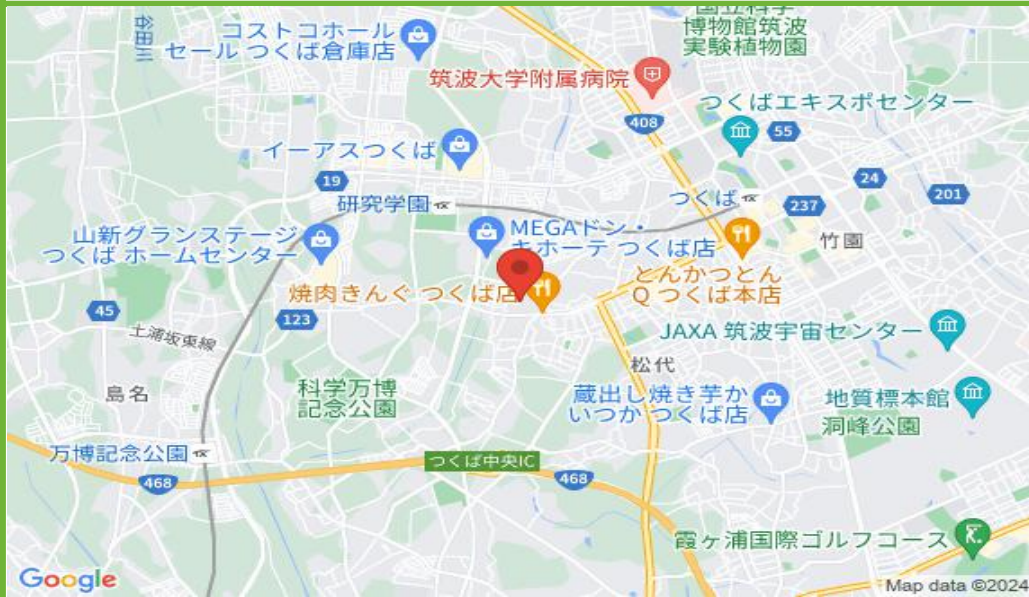 国立科学
博物館筑波
実験植物園
谷田川
コストコホール
セール つくば倉庫店
筑波大学附属病院
408
つくばエキスポセンター
55
イーアスつくば
19
24
201
研究学園
つくば
237
山新グランステージ
つくば ホームセンター
MEGAドン・
キホーテ つくば店
竹園
焼肉きんぐ つくば店
とんかつとん
Q つくば本店
45
123
土浦坂東線
JAXA 筑波宇宙センター
松代
島名
科学万博
記念公園
蔵出し焼き芋か
いつか つくば店
地質標本館
洞峰公園
万博記念公園
つくば中央IC
468
468
霞ヶ浦国際ゴルフコース
Google
Map data ©2024